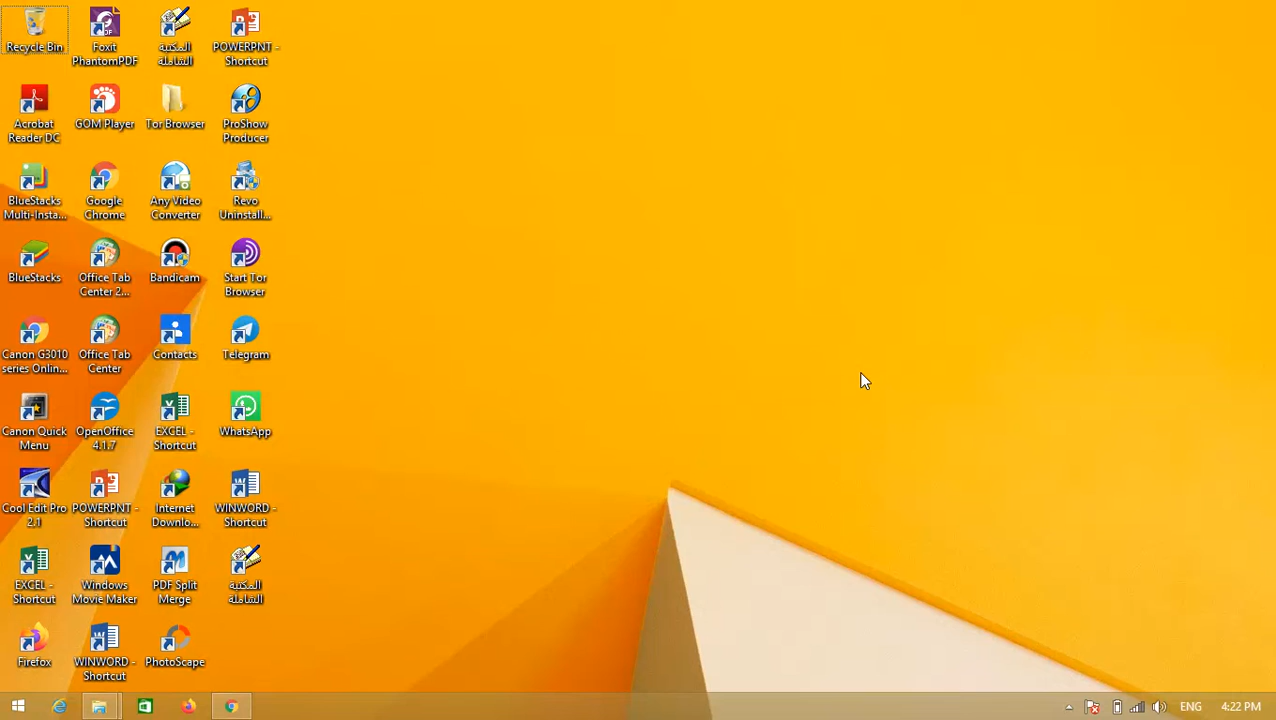 Recycle Bin
Foxit
PhantomPDF
المكتبة
الشاملة
POWERPNT -
Shortcut
Acrobat
Reader DC
GOM Player
Tor Browser
ProShow
Producer
BlueStacks
Multi-Insta...
Google
Chrome
Any Video
Converter
Revo
Uninstall...
BlueStacks
Office Tab
Center 2...
Bandicam
Start Tor
Browser
Canon G3010
series Onlin...
Office Tab
Center
Contacts
Telegram
Canon Quick
Menu
OpenOffice
4.1.7
EXCEL -
Shortcut
WhatsApp
Cool Edit Pro
2.1
POWERPNT -
Shortcut
Internet
Downlo...
WINWORD -
Shortcut
EXCEL -
Shortcut
Windows
Movie Maker
PDF Split
Merge
المكتبة
الشاملة
Firefox
WINWORD -
Shortcut
PhotoScape
ENG
4:22 PM